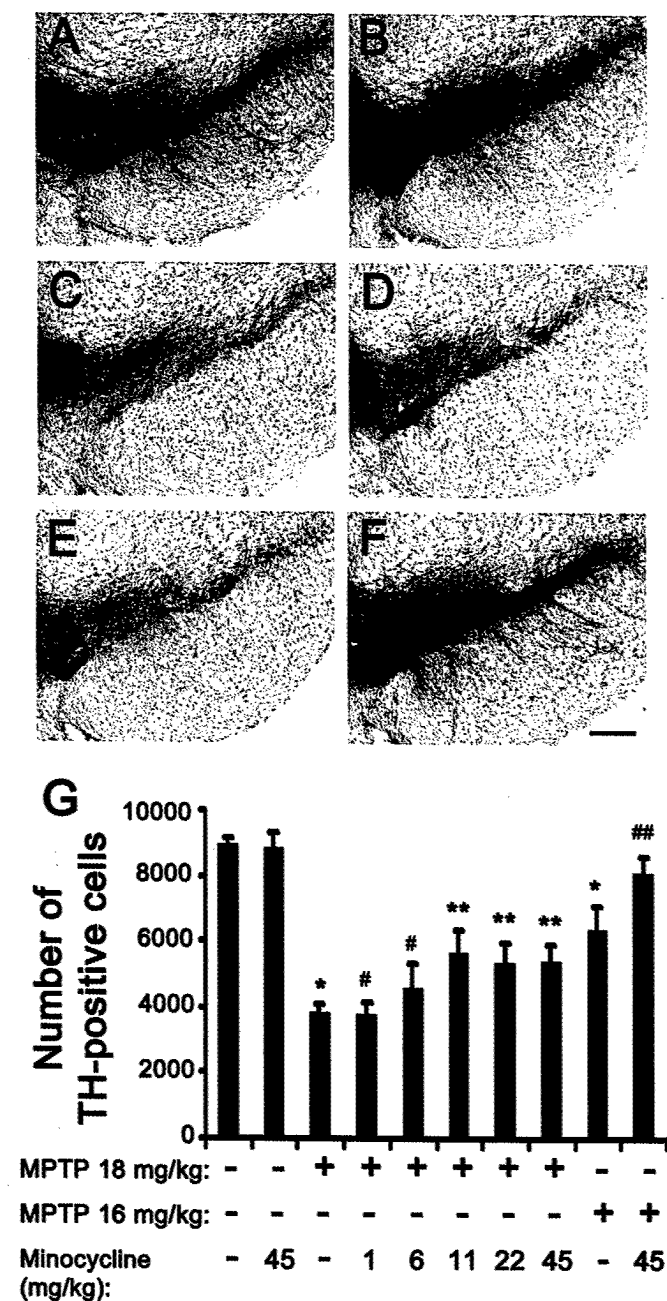 A
B
C
D
E
F
G
Number of
TH-positive cells
10000
8000
6000
4000
2000
0
* # # ** ** ** * ##
MPTP 18 mg/kg: - - + + + + + + - -
MPTP 16 mg/kg: - - - - - - - - + +
Minocycline - 45 - 1 6 11 22 45 - 45
(mg/kg):